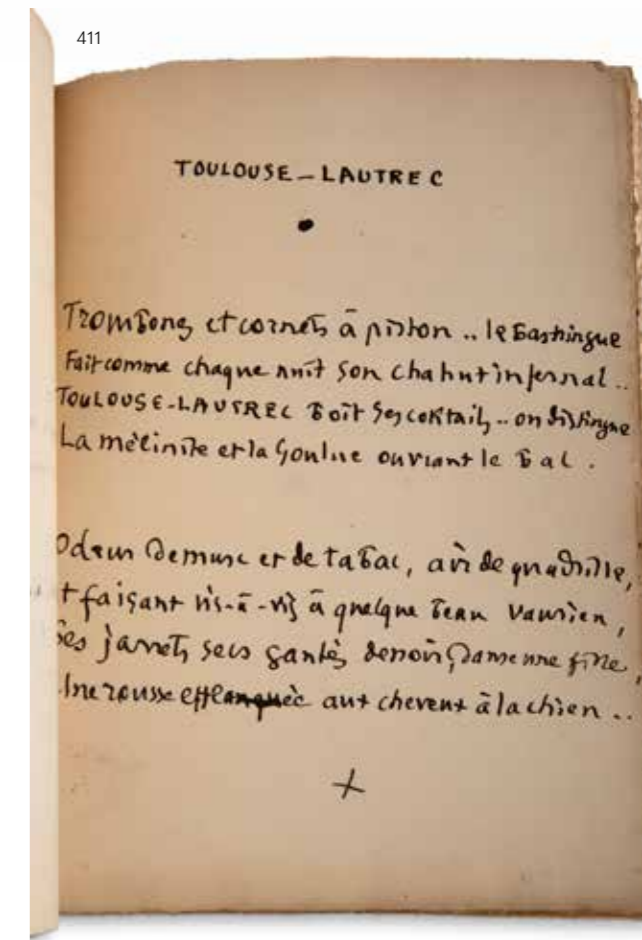 411
TOULOUSE-LAUTREC
Trombones et cornets à piston .. le bastringue
Fait comme chaque nuit son chahut infernal ..
TOULOUSE-LAUTREC boit ses coktails .. on distingue
La mélinite et la Goulue ouvrant le bal .
Odeur de musc et de tabac, air de quadrille,
t faisant vis-à-vis à quelque beau vaurien,
Ses jarrets secs gantés de noir, danse une fille,
Une rousse efflanquée aux cheveux à la chien ..